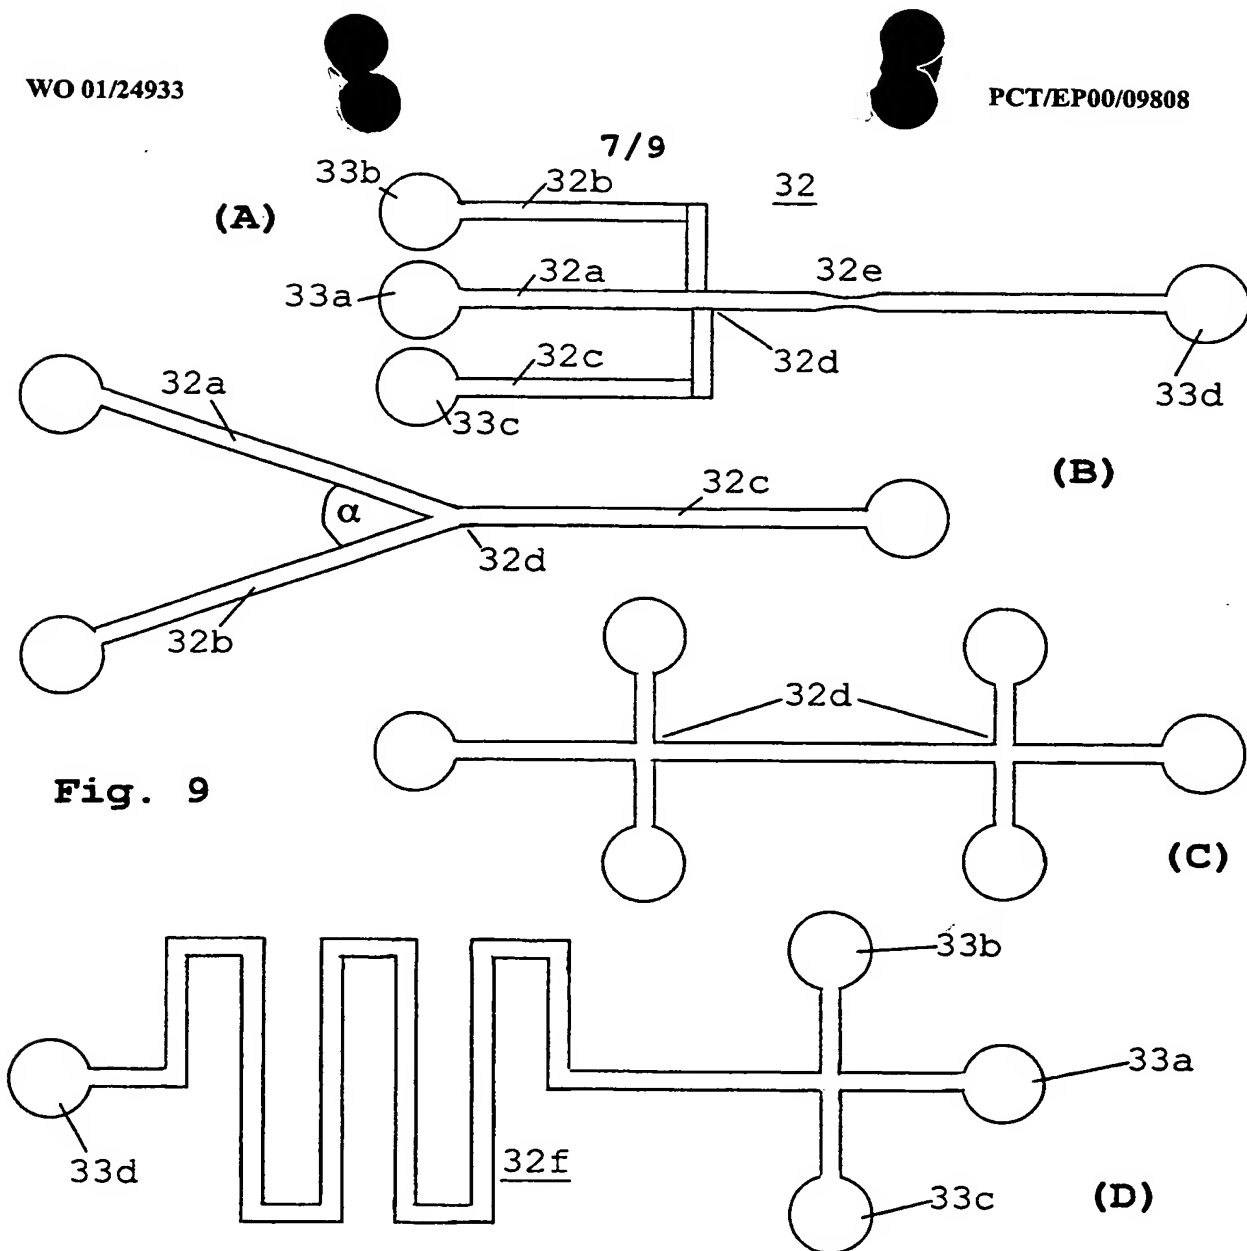 WO 01/24933
PCT/EP00/09808
7/9
33b
32b
32
(A)
33a
32a
32e
32c
32d
33c
33d
32a
(B)
32c
α
32d
32b
32d
Fig. 9
(C)
33b
33a
33d
32f
33c
(D)